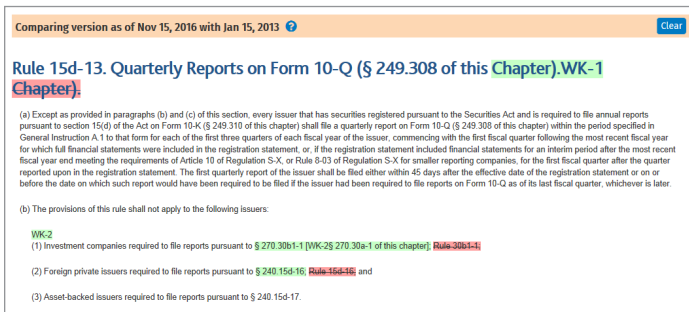 Comparing version as of Nov 15, 2016 with Jan 15, 2013 ?
Clear
Rule 15d-13. Quarterly Reports on Form 10-Q (§ 249.308 of this Chapter).WK-1
Chapter).
(a) Except as provided in paragraphs (b) and (c) of this section, every issuer that has securities registered pursuant to the Securities Act and is required to file annual reports
pursuant to section 15(d) of the Act on Form 10-K (§ 249.310 of this chapter) shall file a quarterly report on Form 10-Q (§ 249.308 of this chapter) within the period specified in
General Instruction A.1 to that form for each of the first three quarters of each fiscal year of the issuer, commencing with the first fiscal quarter following the most recent fiscal year
for which full financial statements were included in the registration statement, or, if the registration statement included financial statements for an interim period after the most recent
fiscal year end meeting the requirements of Article 10 of Regulation S-X, or Rule 8-03 of Regulation S-X for smaller reporting companies, for the first fiscal quarter after the quarter
reported upon in the registration statement. The first quarterly report of the issuer shall be filed either within 45 days after the effective date of the registration statement or on or
before the date on which such report would have been required to be filed if the issuer had been required to file reports on Form 10-Q as of its last fiscal quarter, whichever is later.
(b) The provisions of this rule shall not apply to the following issuers:
WK-2
(1) Investment companies required to file reports pursuant to § 270.30b1-1 [WK-2§ 270.30a-1 of this chapter]; Rule 30b1-1;
(2) Foreign private issuers required to file reports pursuant to § 240.15d-16; Rule 15d-16; and
(3) Asset-backed issuers required to file reports pursuant to § 240.15d-17.